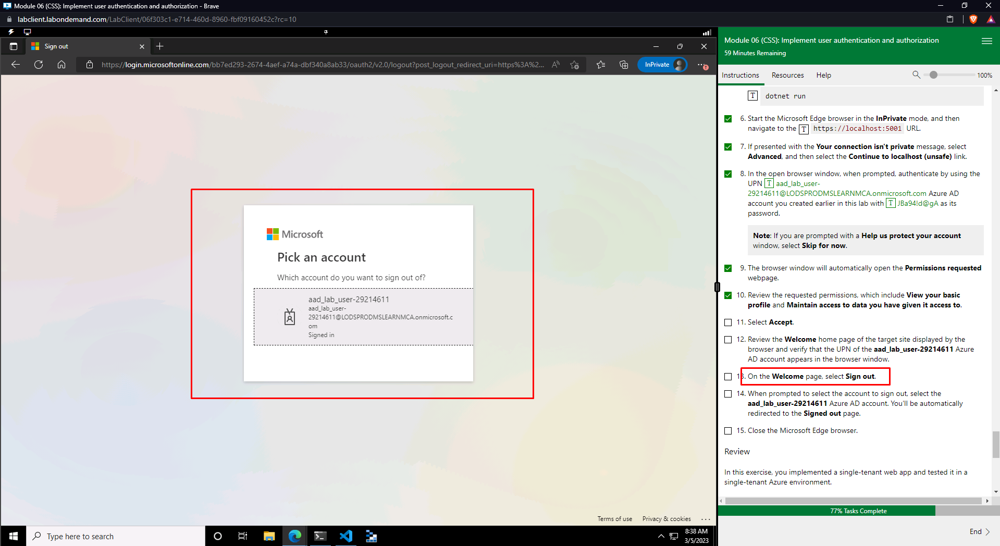 Module 06 (CSS): Implement user authentication and authorization - Brave
labclient.labondemand.com/LabClient/06f303c1-e714-460d-8960-fbf09160452c?rc=10
Sign out
https://login.microsoftonline.com/bb7ed293-2674-4aef-a74a-dbf340a8ab33/oauth2/v2.0/logout?post_logout_redirect_uri=https%3A%2...
InPrivate
Microsoft
Pick an account
Which account do you want to sign out of?
aad_lab_user-29214611
aad_lab_user-
29214611@LODSPRODMSLEARNMCA.onmicrosoft.c
om
Signed in
Terms of use Privacy & cookies ...
Type here to search
8:38 AM
3/5/2023
Module 06 (CSS): Implement user authentication and authorization
59 Minutes Remaining
Instructions Resources Help 100%
T dotnet run
6. Start the Microsoft Edge browser in the InPrivate mode, and then
navigate to the T https://localhost:5001 URL.
7. If presented with the Your connection isn't private message, select
Advanced, and then select the Continue to localhost (unsafe) link.
8. In the open browser window, when prompted, authenticate by using the
UPN T aad_lab_user-
29214611@LODSPRODMSLEARNMCA.onmicrosoft.com Azure AD
account you created earlier in this lab with T JBa94!d@gA as its
password.
Note: If you are prompted with a Help us protect your account
window, select Skip for now.
9. The browser window will automatically open the Permissions requested
webpage.
10. Review the requested permissions, which include View your basic
profile and Maintain access to data you have given it access to.
11. Select Accept.
12. Review the Welcome home page of the target site displayed by the
browser and verify that the UPN of the aad_lab_user-29214611 Azure
AD account appears in the browser window.
13. On the Welcome page, select Sign out.
14. When prompted to select the account to sign out, select the
aad_lab_user-29214611 Azure AD account. You'll be automatically
redirected to the Signed out page.
15. Close the Microsoft Edge browser.
Review
In this exercise, you implemented a single-tenant web app and tested it in a
single-tenant Azure environment.
77% Tasks Complete
End